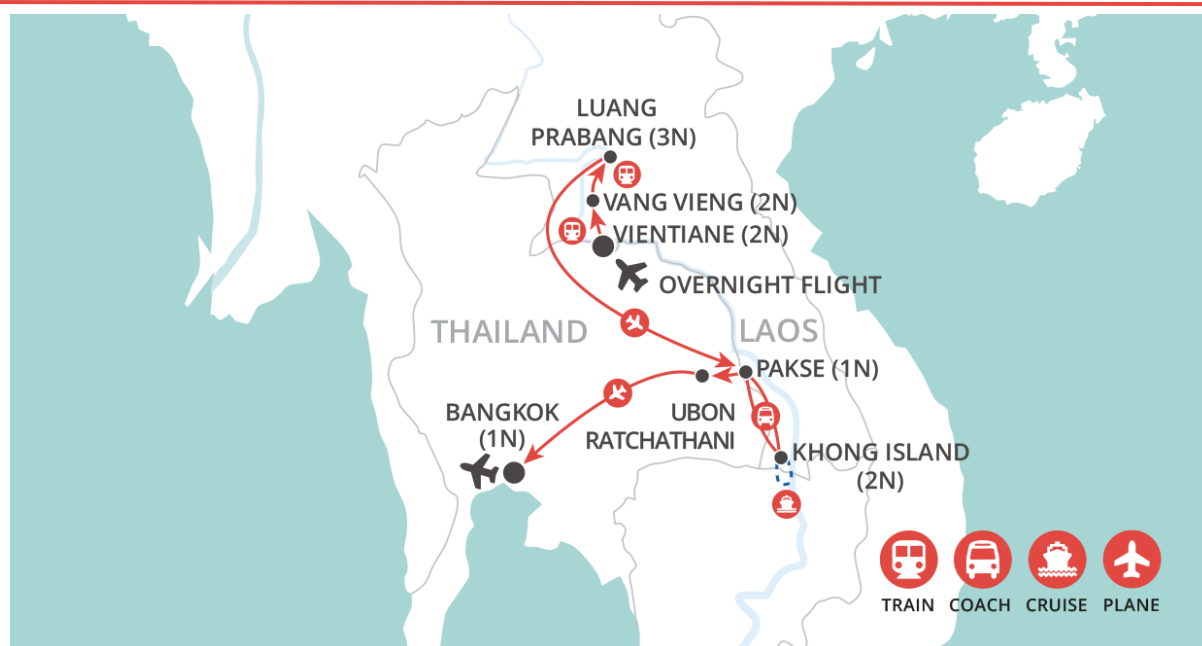 LUANG
PRABANG (3N)
VANG VIENG (2N)
VIENTIANE (2N)
OVERNIGHT FLIGHT
THAILAND
LAOS
PAKSE (1N)
BANGKOK
(1N)
UBON
RATCHATHANI
KHONG ISLAND
(2N)
TRAIN COACH CRUISE PLANE